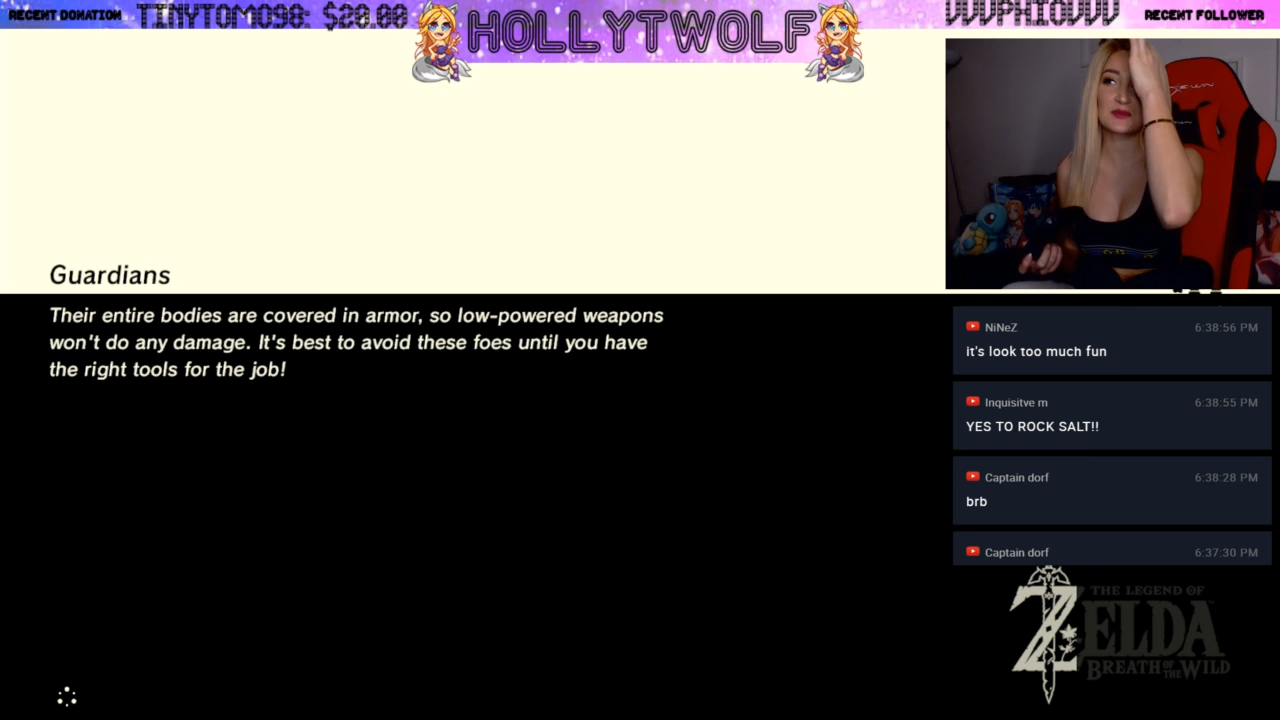 RECENT DONATION
TINYTOMO98: $20.00
HOLLYTWOLF
VVVPHIOVVV
RECENT FOLLOWER
Guardians
Their entire bodies are covered in armor, so low-powered weapons
won't do any damage. It's best to avoid these foes until you have
the right tools for the job!
NiNeZ 6:38:56 PM
it's look too much fun
Inquisitve m 6:38:55 PM
YES TO ROCK SALT!!
Captain dorf 6:38:28 PM
brb
Captain dorf 6:37:30 PM
THE LEGEND OF
ZELDA
BREATH OF THE WILD